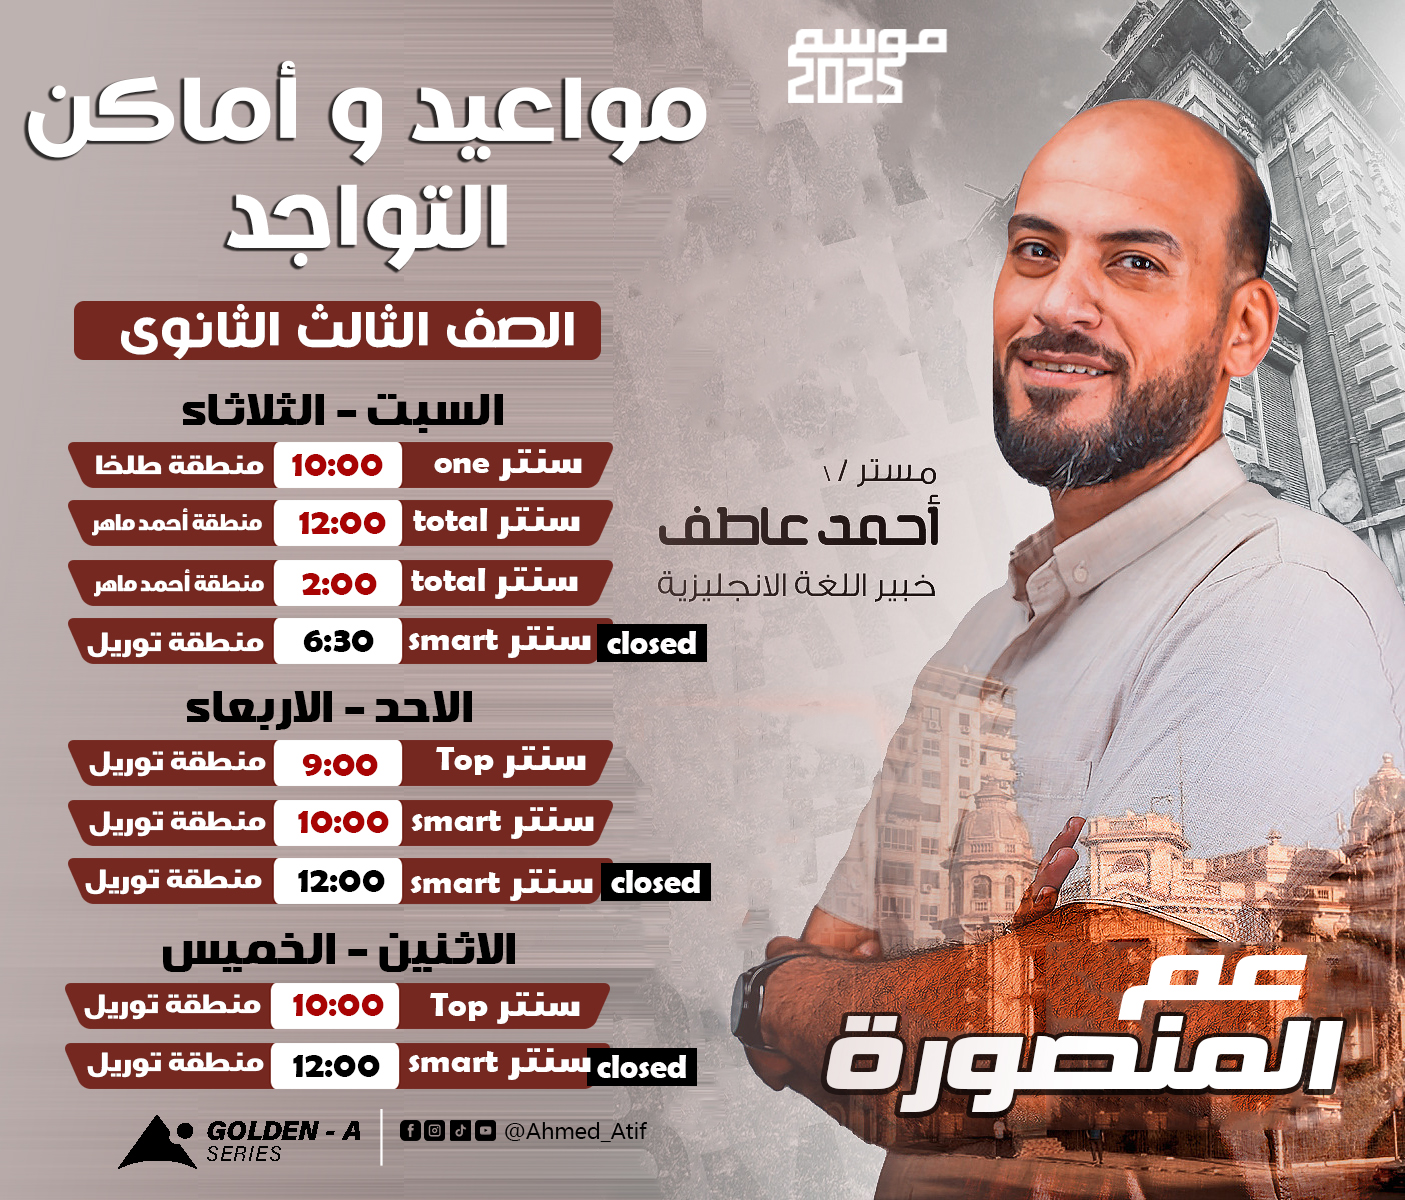 موسم
2025
مواعيد و أماكن
التواجد
الصف الثالث الثانوى
السبت - الثلاثاء
سنتر one 10:00 منطقة طلخا
سنتر total 12:00 منطقة أحمد ماهر
سنتر total 2:00 منطقة أحمد ماهر
closed سنتر smart 6:30 منطقة توريل
الاحد - الاربعاء
سنتر Top 9:00 منطقة توريل
سنتر smart 10:00 منطقة توريل
closed سنتر smart 12:00 منطقة توريل
الاثنين - الخميس
سنتر Top 10:00 منطقة توريل
closed سنتر smart 12:00 منطقة توريل
مستر / \
أحمد عاطف
خبير اللغة الانجليزية
عم
المنصورة
GOLDEN - A
SERIES
@Ahmed_Atif